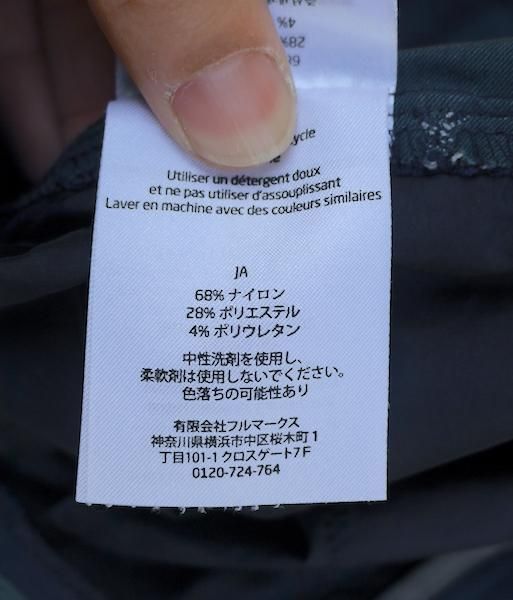 4%
28%
68
ycle
Utiliser un détergent doux
et ne pas utiliser d'assouplissant
Laver en machine avec des couleurs similaires
JA
68% ナイロン
28% ポリエステル
4% ポリウレタン
中性洗剤を使用し、
柔軟剤は使用しないでください。
色落ちの可能性あり
有限会社フルマークス
神奈川県横浜市中区桜木町1
丁目101-1 クロスゲート7F
0120-724-764